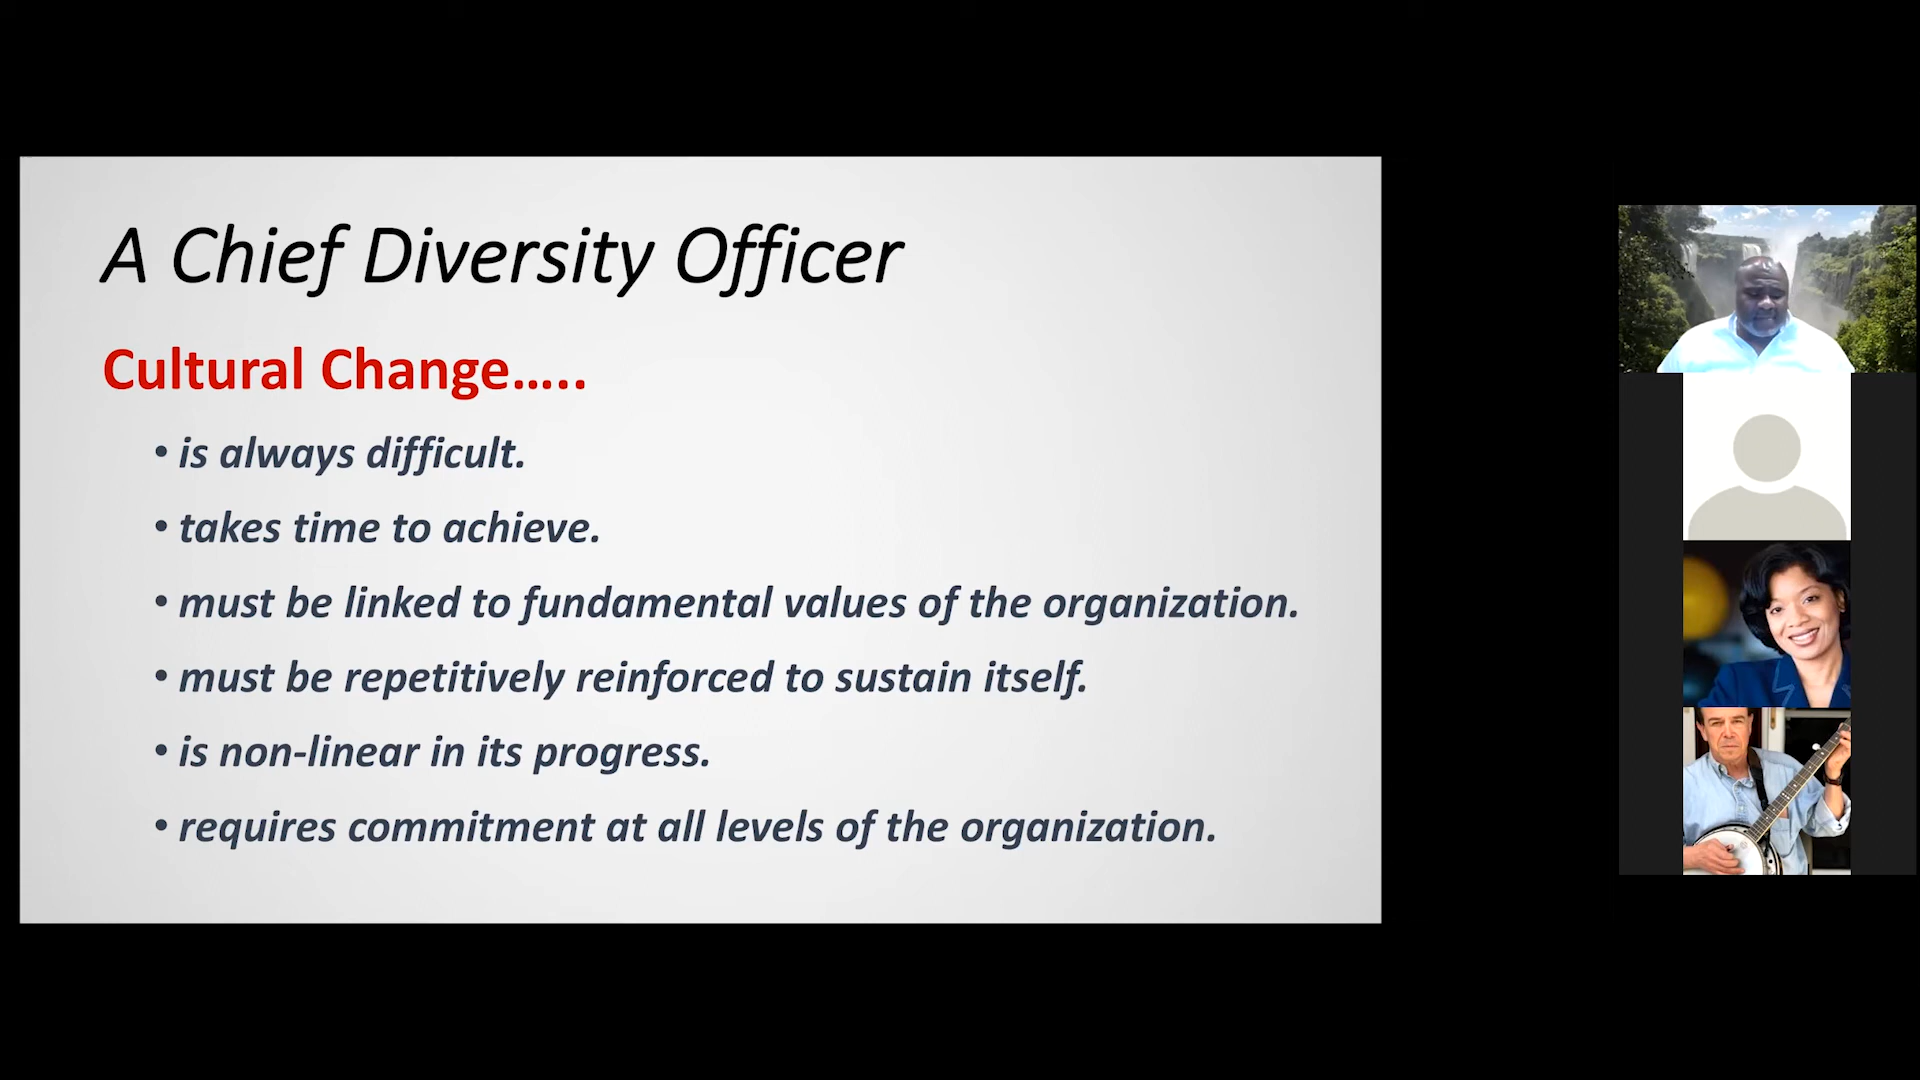 A Chief Diversity Officer
Cultural Change.....
• is always difficult.
• takes time to achieve.
• must be linked to fundamental values of the organization.
• must be repetitively reinforced to sustain itself.
• is non-linear in its progress.
• requires commitment at all levels of the organization.